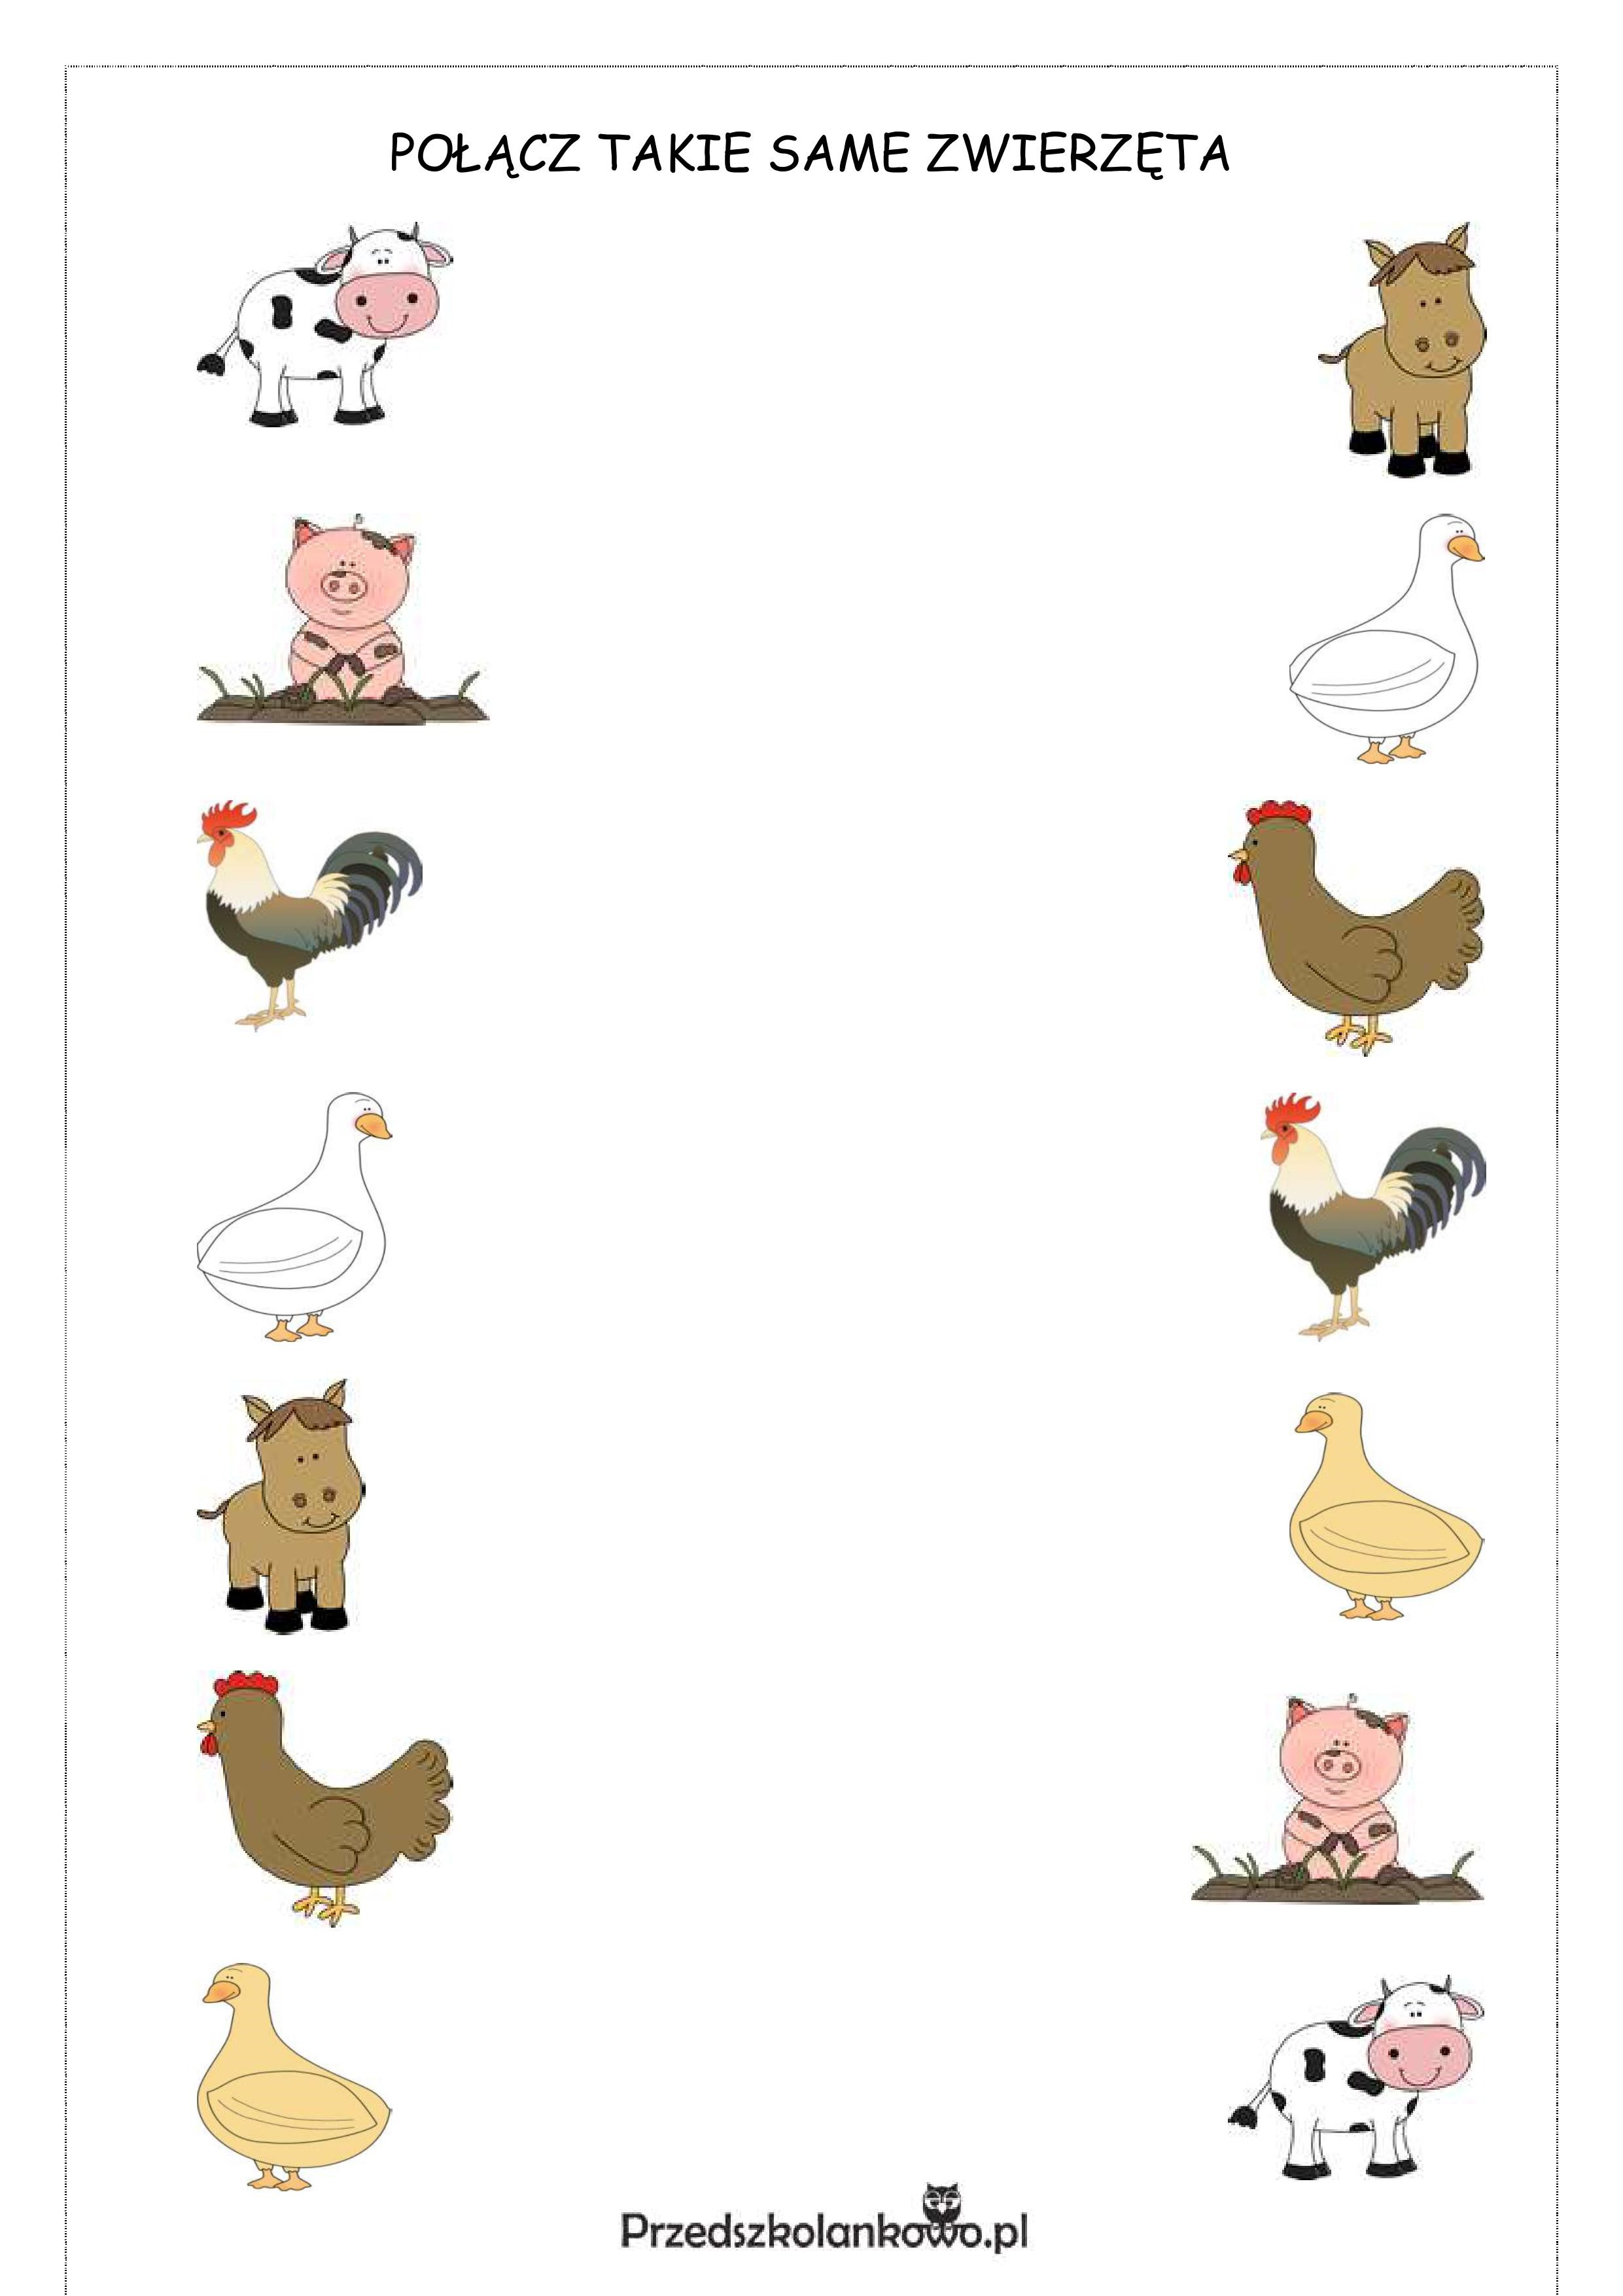 POŁĄCZ TAKIE SAME ZWIERZĘTA
Przedszkolankowo.pl